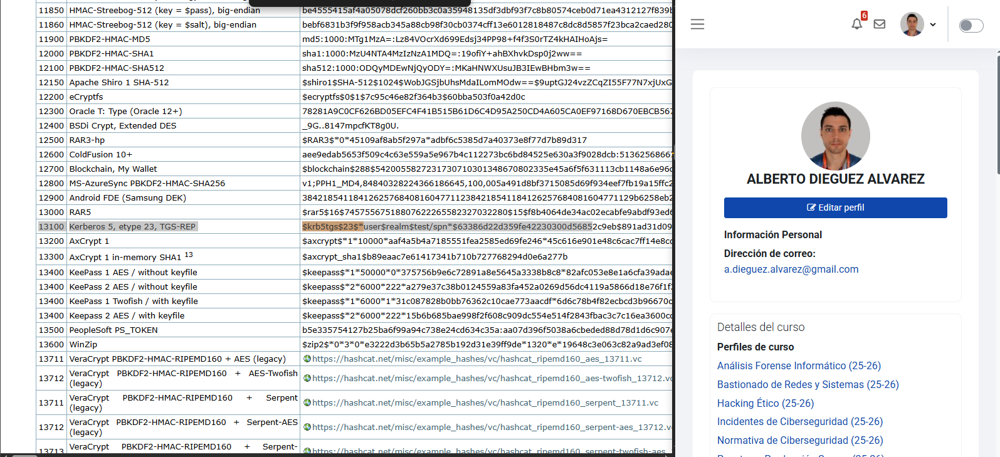 11850 HMAC-Streebog-512 (key = $pass), big-endian be4555415af4a05078dcf260bb3c0a35948135df3dbf93f7c8b80574ceb0d71ea4312127f839b
11860 HMAC-Streebog-512 (key = $salt), big-endian bebf6831b3f9f958acb345a88cb98f30cb0374cff13e6012818487c8dc8d5857f23bca2caed280
11900 PBKDF2-HMAC-MD5 md5:1000:MTg1MzA=:Lz84VOcrXd699Edsj34PP98+f4f3S0rTZ4kHAIHoAjs=
12000 PBKDF2-HMAC-SHA1 sha1:1000:MzU4NTA4MzIzNzA1MDQ=:19ofiY+ahBXhvkDsp0j2ww==
12100 PBKDF2-HMAC-SHA512 sha512:1000:ODQyMDEwNjQyODY=:MKaHNWXUsuJB3IEwBHbm3w==
12150 Apache Shiro 1 SHA-512 $shiro1$SHA-512$1024$WobJGSjbUhsMdaILomMOdw==$9uptGJ24vzZCqZI55F77N7xjUxG
12200 eCryptfs $ecryptfs$0$1$7c95c46e82f364b3$60bba503f0a42d0c
12300 Oracle T: Type (Oracle 12+) 78281A9C0CF626BD05EFC4F41B515B61D6C4D95A250CD4A605CA0EF97168D670EBCB567
12400 BSDi Crypt, Extended DES _9G..8147mpcfKT8g0U.
12500 RAR3-hp $RAR3$*0*45109af8ab5f297a*adbf6c5385d7a40373e8f77d7b89d317
12600 ColdFusion 10+ aee9edab5653f509c4c63e559a5e967b4c112273bc6bd84525e630a3f9028dcb:5136256866
12700 Blockchain, My Wallet $blockchain$288$5420055827231730710301348670802335e45a6f5f631113cb1148a6e96c
12800 MS-AzureSync PBKDF2-HMAC-SHA256 v1;PPH1_MD4,84840328224366186645,100,005a491d8bf3715085d69f934eef7fb19a15ffc2
12900 Android FDE (Samsung DEK) 38421854118412625768408160477112384218541184126257684081604771129b6258eb2
13000 RAR5 $rar5$16$74575567518807622265582327032280$15$f8b4064de34ac02ecabfe9abdf93ed6
13100 Kerberos 5, etype 23, TGS-REP $krb5tgs$23$*user$realm$test/spn*$63386d22d359fe42230300d56852c9eb$891ad31d09
13200 AxCrypt 1 $axcrypt$*1*10000*aaf4a5b4a7185551fea2585ed69fe246*45c616e901e48c6cac7ff14e8cc
13300 AxCrypt 1 in-memory SHA1 13 $axcrypt_sha1$b89eaac7e61417341b710b727768294d0e6a277b
13400 KeePass 1 AES / without keyfile $keepass$*1*50000*0*375756b9e6c72891a8e5645a3338b8c8*82afc053e8e1a6cfa39adae
13400 KeePass 2 AES / without keyfile $keepass$*2*6000*222*a279e37c38b0124559a83fa452a0269d56dc4119a5866d18e76f1f3
13400 KeePass 1 Twofish / with keyfile $keepass$*1*6000*1*31c087828b0bb76362c10cae773aacdf*6d6c78b4f82ecbcd3b96670c
13400 Keepass 2 AES / with keyfile $keepass$*2*6000*222*15b6b685bae998f2f608c909dc554e514f2843fbac3c7c16ea3600cc
13500 PeopleSoft PS_TOKEN b5e335754127b25ba6f99a94c738e24cd634c35a:aa07d396f5038a6cbeded88d78d1d6c907e
13600 WinZip $zip2$*0*3*0*e3222d3b65b5a2785b192d31e39ff9de*1320*e*19648c3e063c82a9ad3ef08
13711 VeraCrypt PBKDF2-HMAC-RIPEMD160 + AES (legacy) https://hashcat.net/misc/example_hashes/vc/hashcat_ripemd160_aes_13711.vc
13712 VeraCrypt PBKDF2-HMAC-RIPEMD160 + AES-Twofish (legacy) https://hashcat.net/misc/example_hashes/vc/hashcat_ripemd160_aes-twofish_13712.vc
13711 VeraCrypt PBKDF2-HMAC-RIPEMD160 + Serpent (legacy) https://hashcat.net/misc/example_hashes/vc/hashcat_ripemd160_serpent_13711.vc
13712 VeraCrypt PBKDF2-HMAC-RIPEMD160 + Serpent-AES (legacy) https://hashcat.net/misc/example_hashes/vc/hashcat_ripemd160_serpent-aes_13712.v
13713 VeraCrypt PBKDF2-HMAC-RIPEMD160 + Serpent- https://hashcat.net/misc/example_hashes/vc/hashcat_ripemd160_serpent-twofish-aes_
6
ALBERTO DIEGUEZ ALVAREZ
Editar perfil
Información Personal
Dirección de correo:
a.dieguez.alvarez@gmail.com
Detalles del curso
Perfiles de curso
Análisis Forense Informático (25-26)
Bastionado de Redes y Sistemas (25-26)
Hacking Ético (25-26)
Incidentes de Ciberseguridad (25-26)
Normativa de Ciberseguridad (25-26)